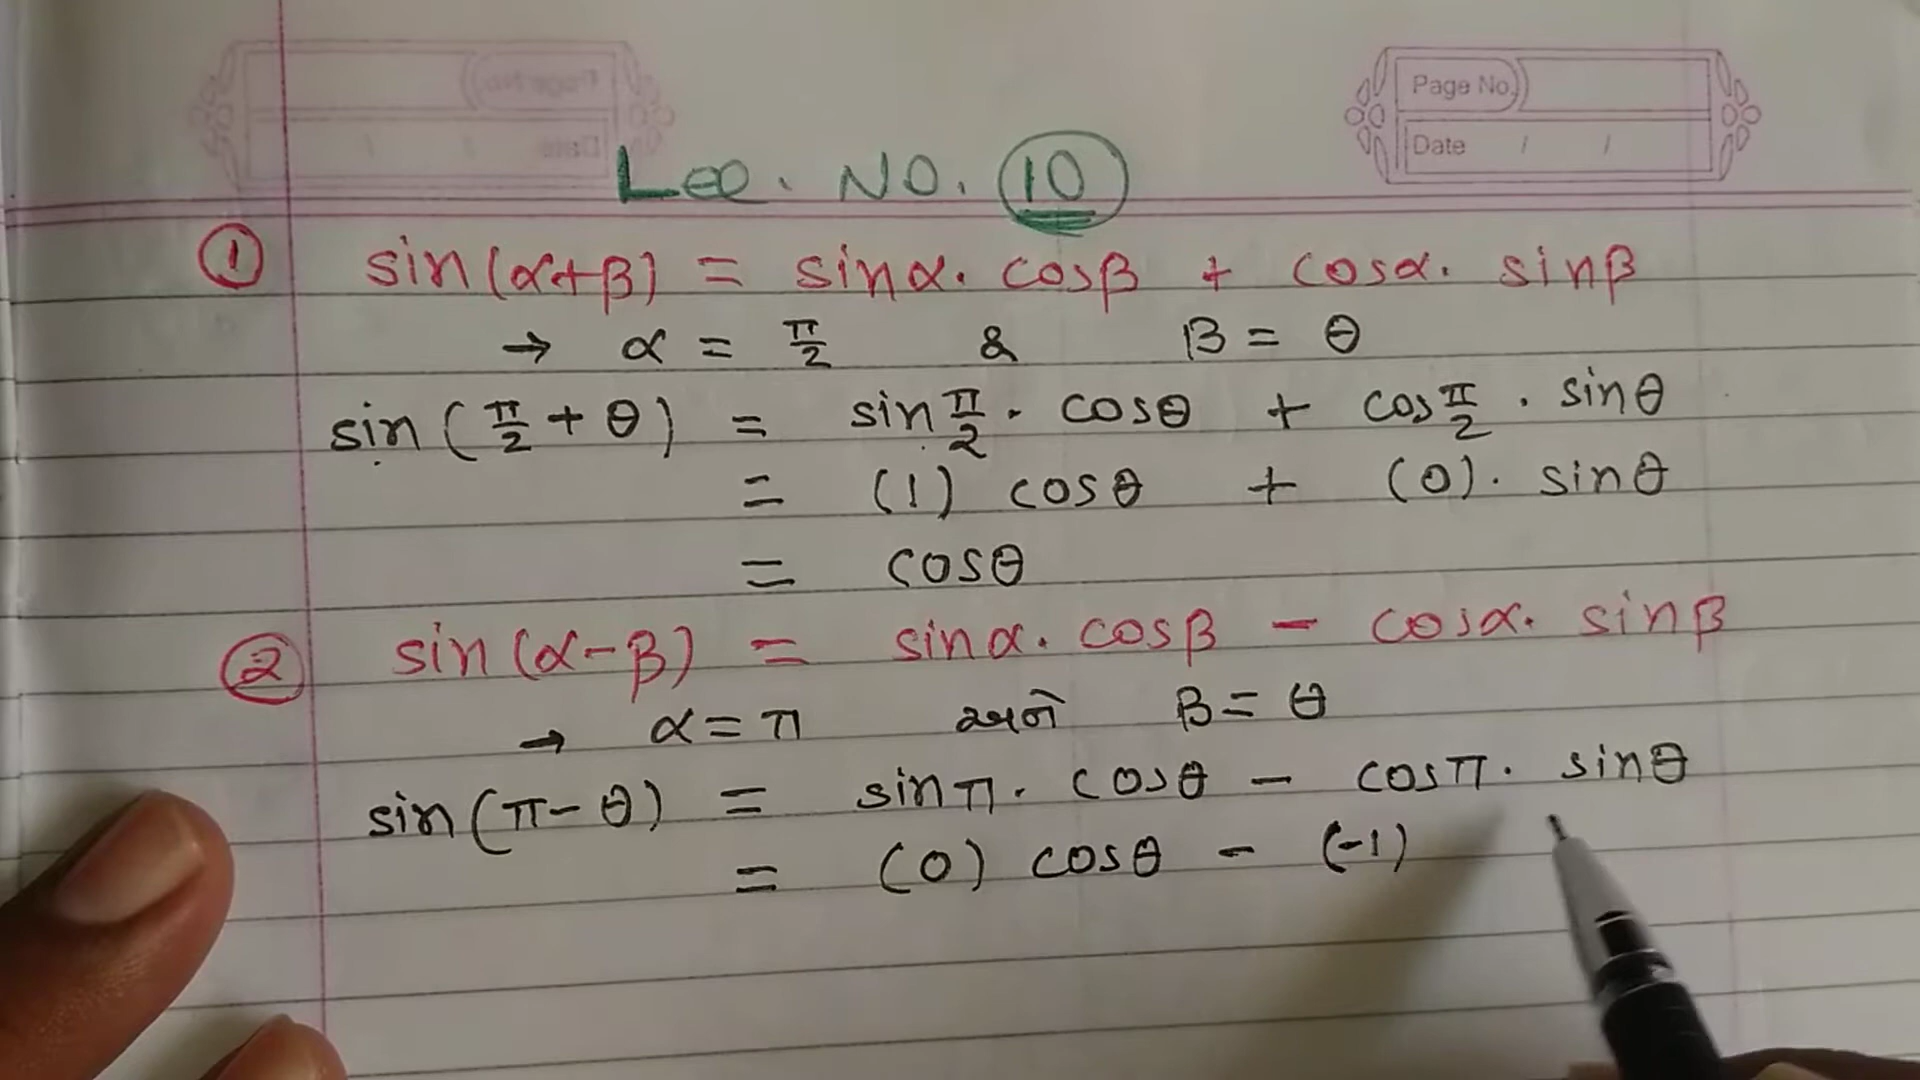 Page No.
Date / /
Lec. No. 10
① sin(α+β) = sinα. cosβ + cosα. sinβ
→ α = π/2 & β = θ
sin(π/2 + θ) = sin π/2 . cosθ + cos π/2 . sinθ
= (1) cosθ + (0). sinθ
= cosθ
② sin(α-β) = sinα. cosβ - cosα. sinβ
→ α = π અને β = θ
sin(π-θ) = sinπ. cosθ - cosπ. sinθ
= (0) cosθ - (-1)